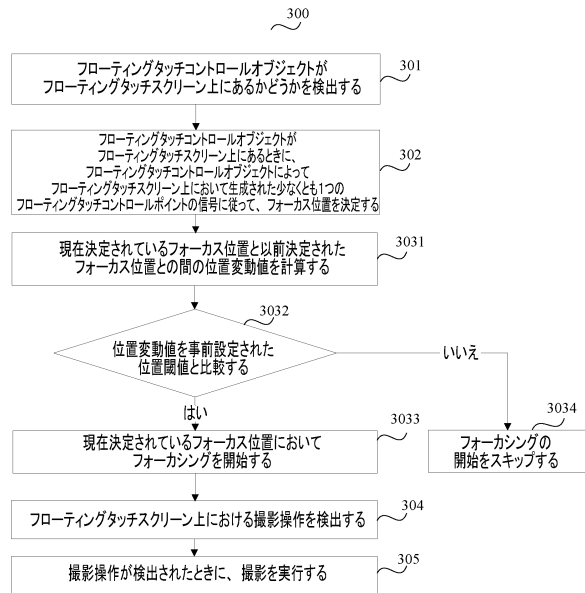 300
フローティングタッチコントロールオブジェクトが
フローティングタッチスクリーン上にあるかどうかを検出する
301
フローティングタッチコントロールオブジェクトが
フローティングタッチスクリーン上にあるときに、
フローティングタッチコントロールオブジェクトによって
フローティングタッチスクリーン上において生成された少なくとも1つの
フローティングタッチコントロールポイントの信号に従って、フォーカス位置を決定する
302
現在決定されているフォーカス位置と以前決定された
フォーカス位置との間の位置変動値を計算する
3031
3032
位置変動値を事前設定された
位置閾値と比較する
いいえ
はい
3033
現在決定されているフォーカス位置において
フォーカシングを開始する
3034
フォーカシングの
開始をスキップする
フローティングタッチスクリーン上における撮影操作を検出する
304
撮影操作が検出されたときに、撮影を実行する
305